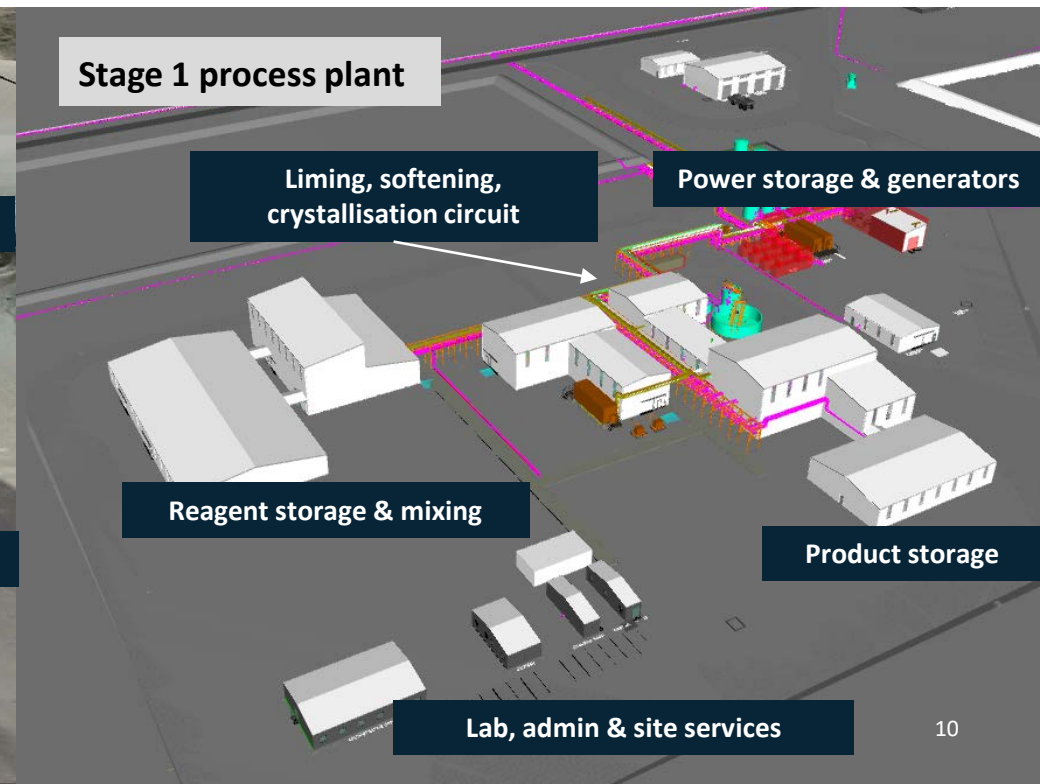 Stage 1 process plant
Liming, softening,
crystallisation circuit
Power storage & generators
Reagent storage & mixing
Product storage
Lab, admin & site services
10